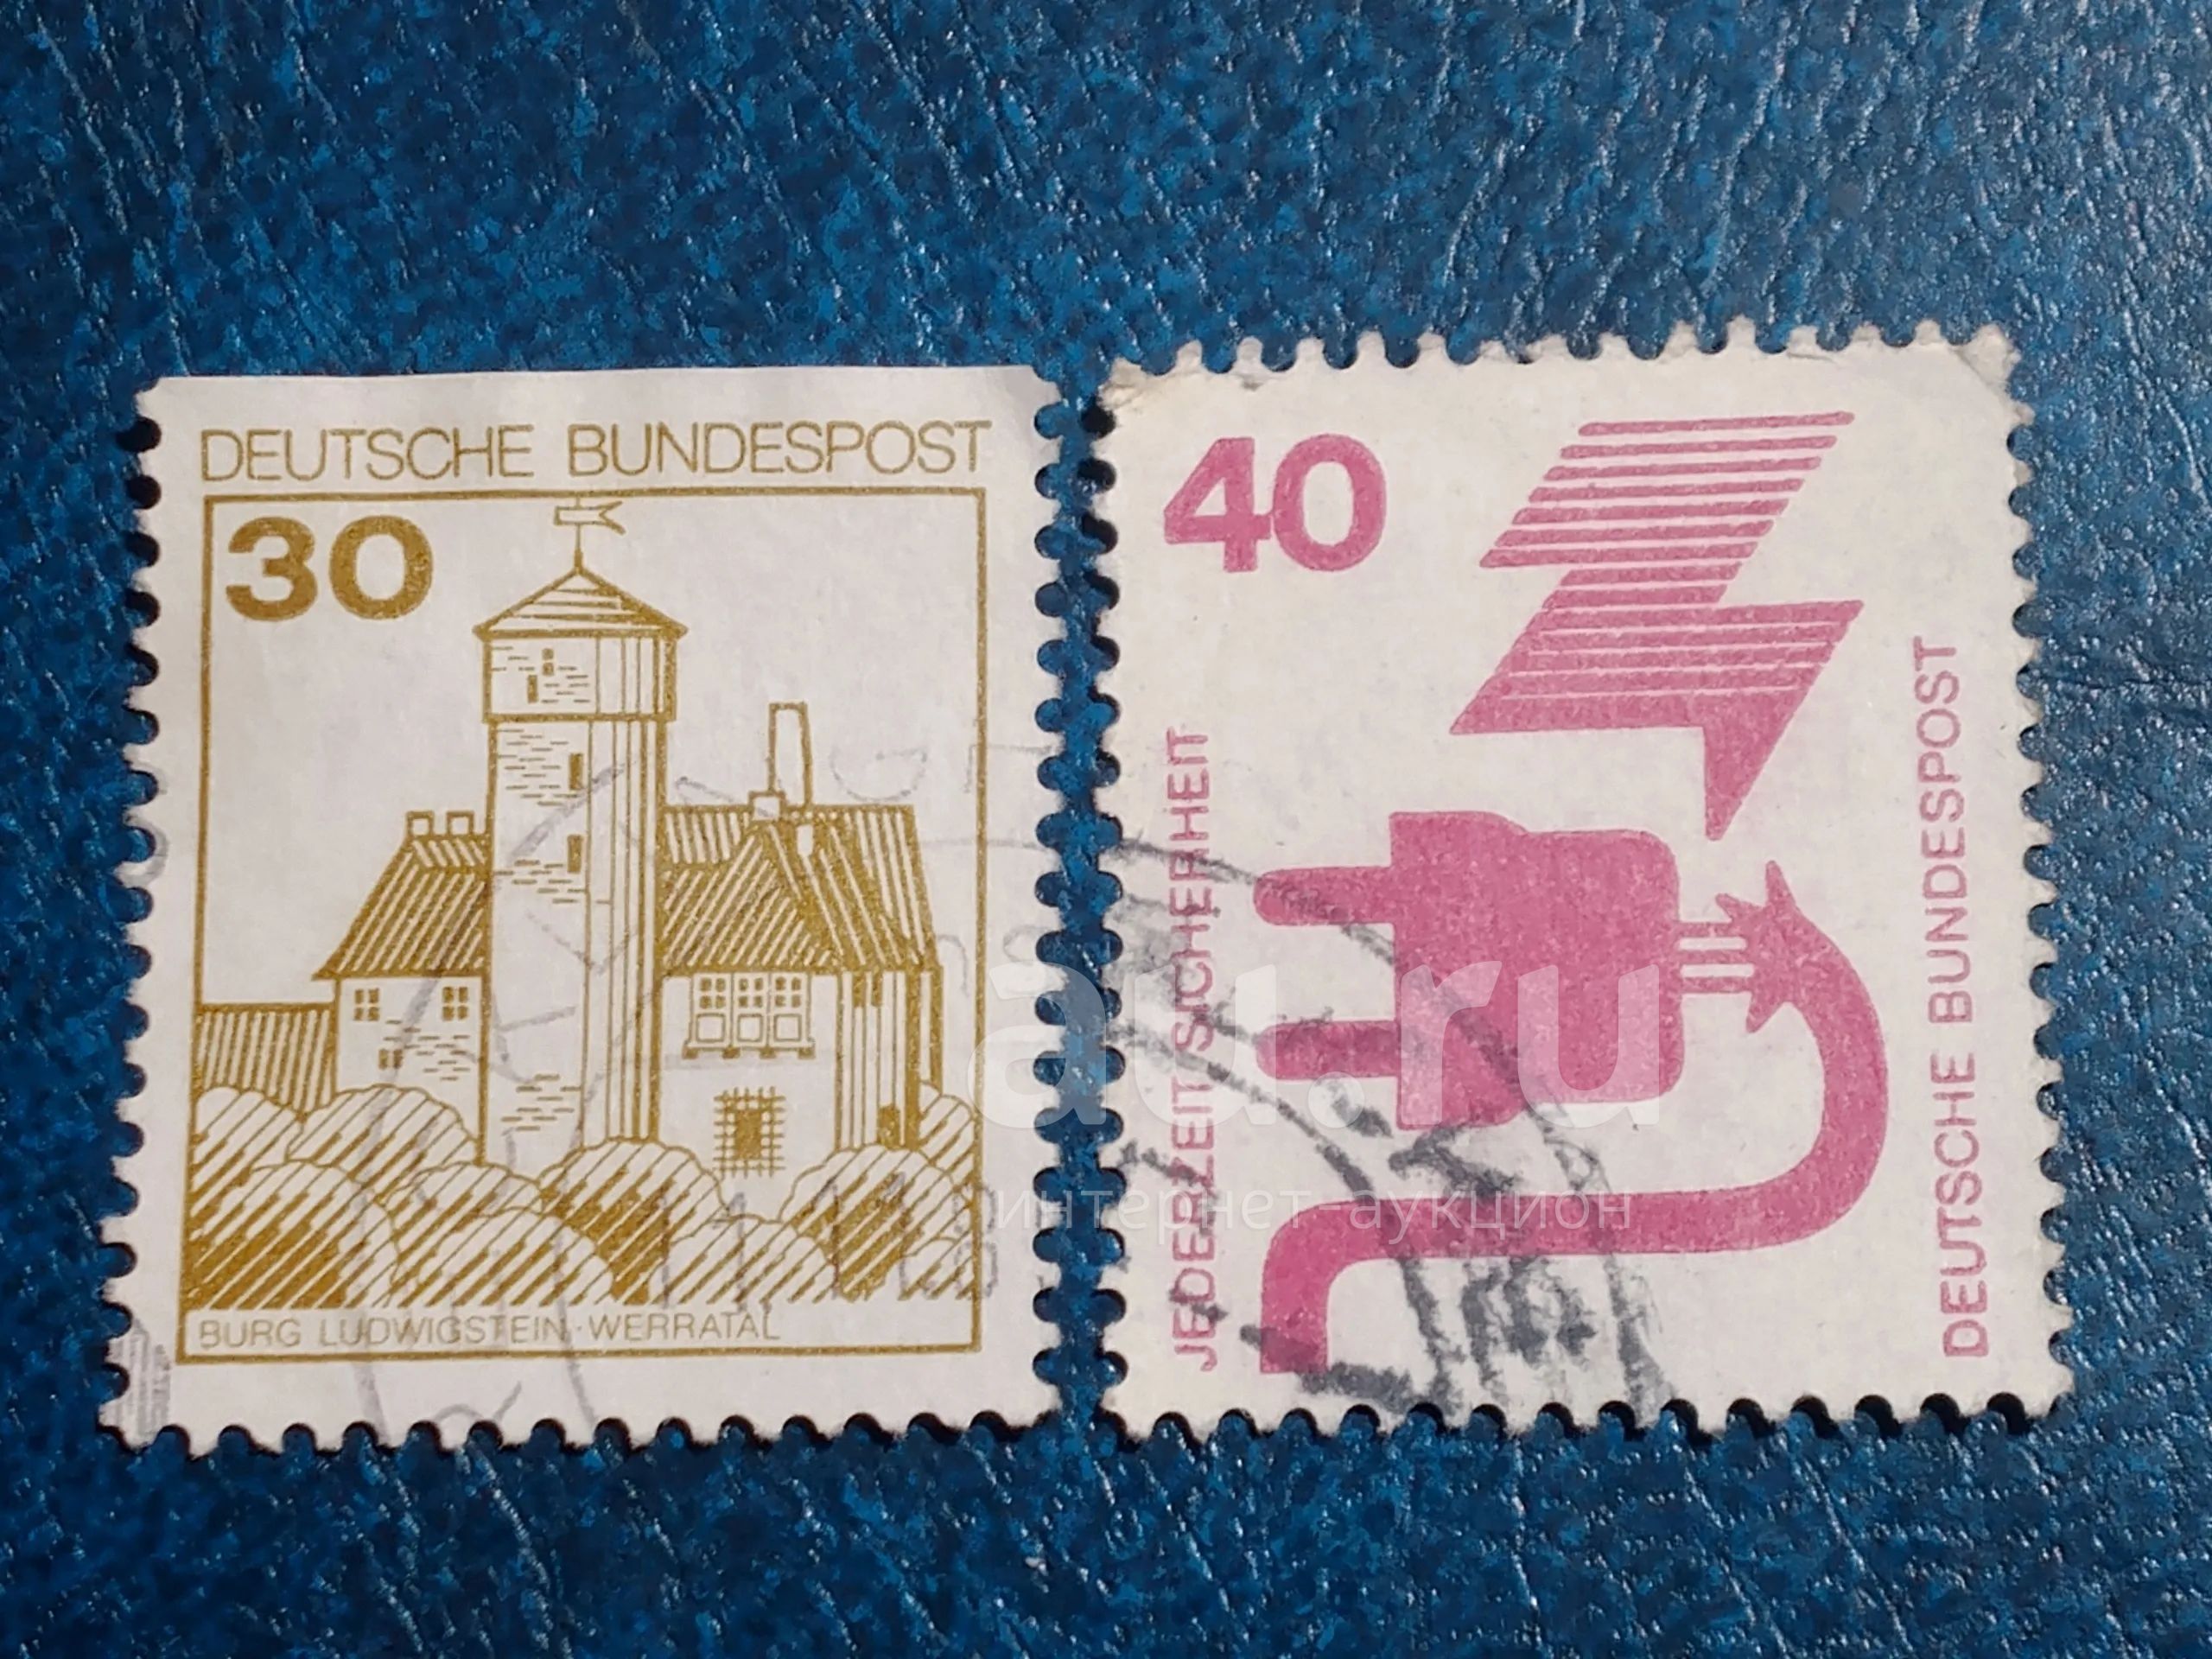 DEUTSCHE BUNDESPOST
30
BURG LUDWIGSTEIN·WERRATAL
40
JEDERZEIT SICHERHEIT
DEUTSCHE BUNDESPOST
au.ru
интернет-аукцион